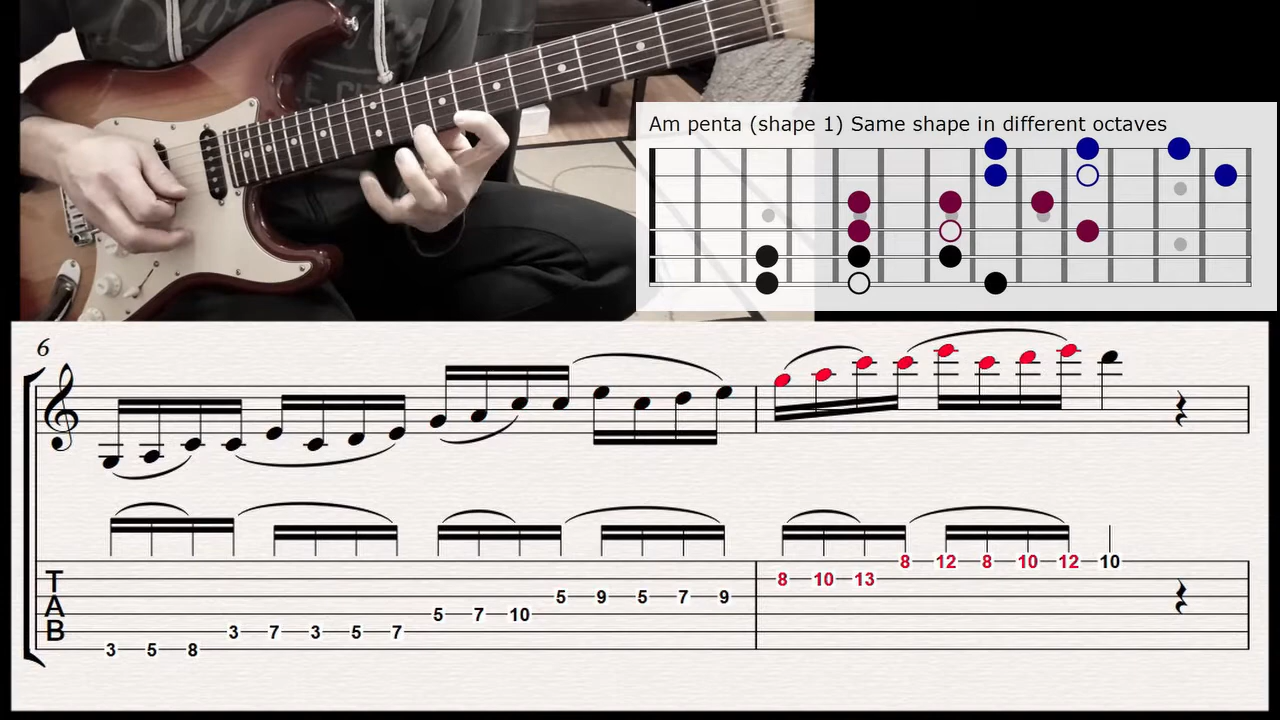 Am penta (shape 1) Same shape in different octaves
6
T
A
B
8 12 8 10 12 10
8 10 13
5 9 5 7 9
5 7 10
3 7 3 5 7
3 5 8